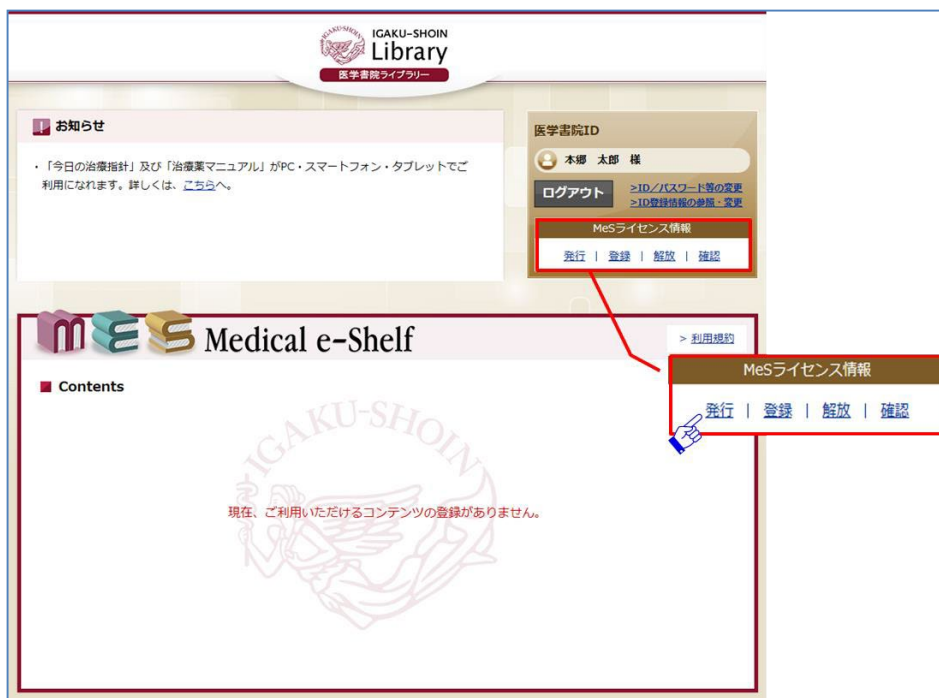 IGAKU-SHOIN
IGAKU-SHOIN
Library
医学書院ライブラリー
お知らせ
・「今日の治療指針」及び「治療薬マニュアル」がPC・スマートフォン・タブレットでご
利用になれます。詳しくは、こちらへ。
医学書院ID
本郷 太郎 様
ログアウト
>ID／パスワード等の変更
>ID登録情報の参照・変更
MeSライセンス情報
発行 | 登録 | 解放 | 確認
mes Medical e-Shelf
> 利用規約
MeSライセンス情報
発行 | 登録 | 解放 | 確認
Contents
IGAKU-SHOIN
現在、ご利用いただけるコンテンツの登録がありません。